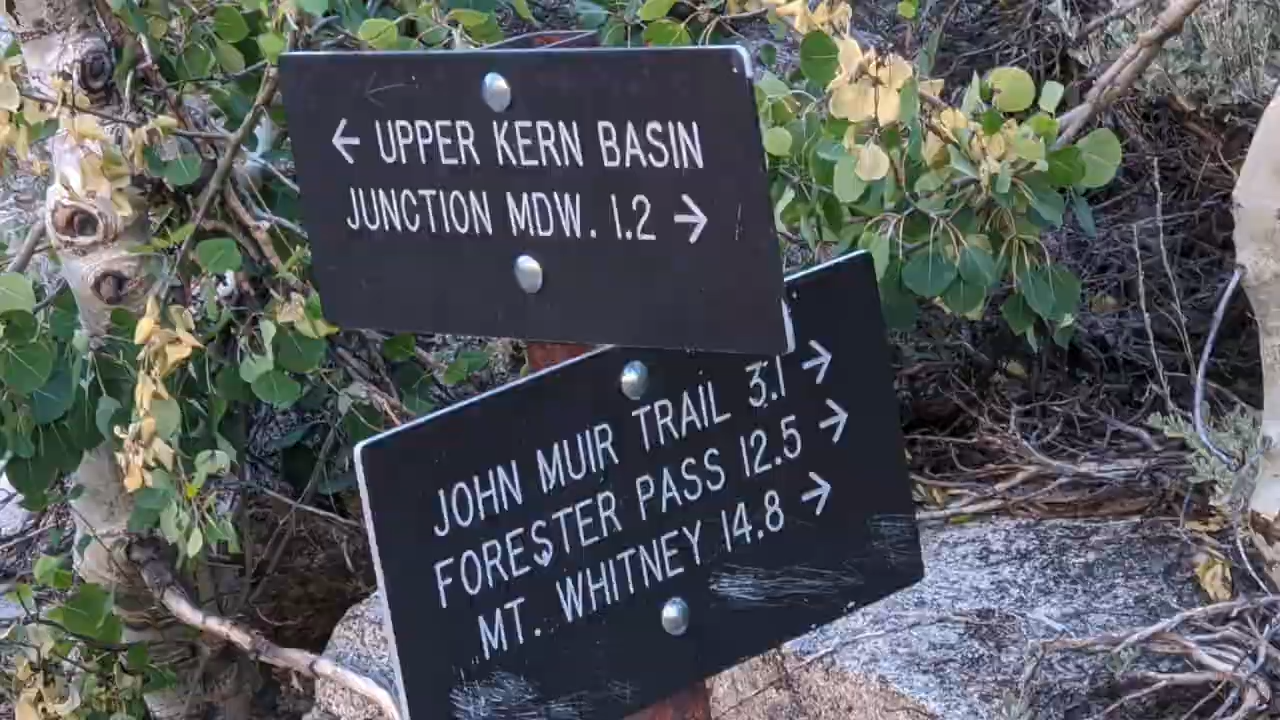 ← UPPER KERN BASIN
JUNCTION MDW. 1.2 →
JOHN MUIR TRAIL 3.1 →
FORESTER PASS 12.5 →
MT. WHITNEY 14.8 →